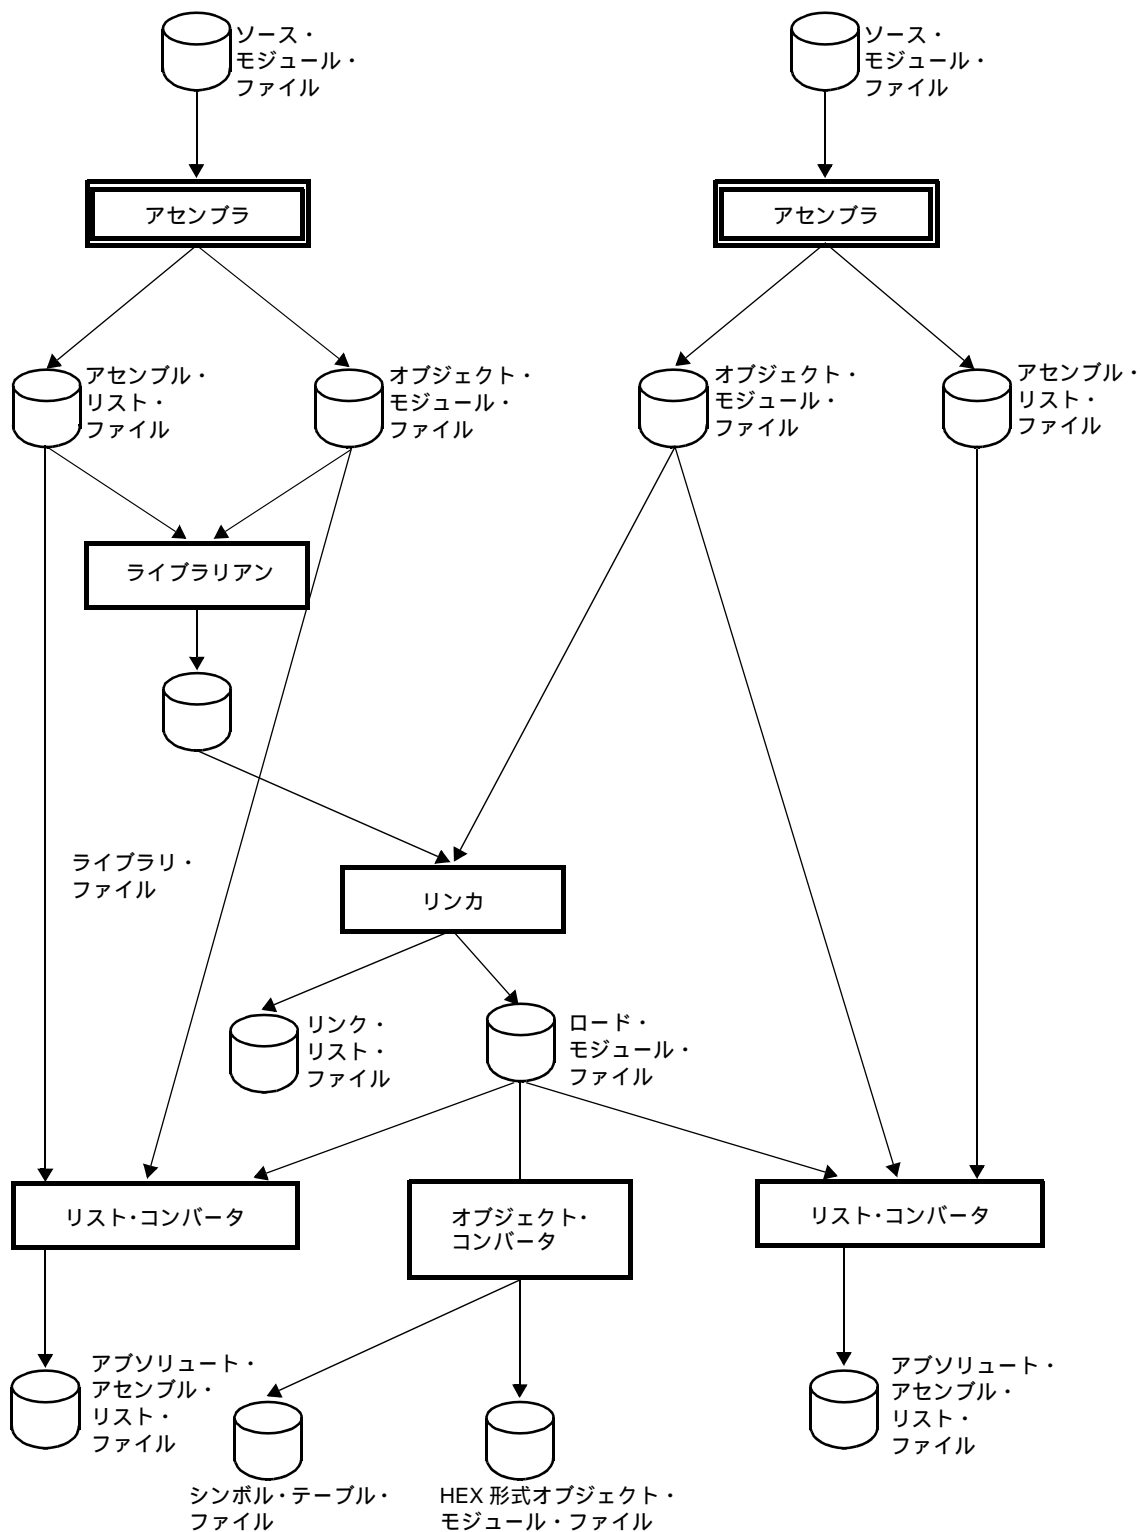 ソース・
モジュール・
ファイル
ソース・
モジュール・
ファイル
アセンブラ
アセンブラ
アセンブル・
リスト・
ファイル
オブジェクト・
モジュール・
ファイル
オブジェクト・
モジュール・
ファイル
アセンブル・
リスト・
ファイル
ライブラリアン
ライブラリ・
ファイル
リンカ
リンク・
リスト・
ファイル
ロード・
モジュール・
ファイル
リスト・コンバータ
オブジェクト・
コンバータ
リスト・コンバータ
アブソリュート・
アセンブル・
リスト・
ファイル
シンボル・テーブル・
ファイル
HEX 形式オブジェクト・
モジュール・ファイル
アブソリュート・
アセンブル・
リスト・
ファイル